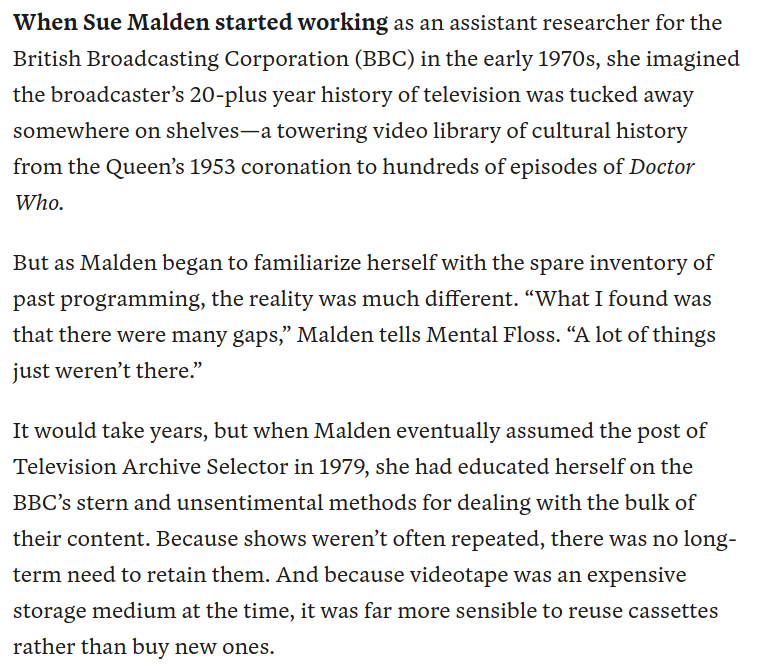 When Sue Malden started working as an assistant researcher for the
British Broadcasting Corporation (BBC) in the early 1970s, she imagined
the broadcaster’s 20-plus year history of television was tucked away
somewhere on shelves—a towering video library of cultural history
from the Queen’s 1953 coronation to hundreds of episodes of Doctor
Who.
But as Malden began to familiarize herself with the spare inventory of
past programming, the reality was much different. “What I found was
that there were many gaps,” Malden tells Mental Floss. “A lot of things
just weren’t there.”
It would take years, but when Malden eventually assumed the post of
Television Archive Selector in 1979, she had educated herself on the
BBC’s stern and unsentimental methods for dealing with the bulk of
their content. Because shows weren’t often repeated, there was no long-
term need to retain them. And because videotape was an expensive
storage medium at the time, it was far more sensible to reuse cassettes
rather than buy new ones.